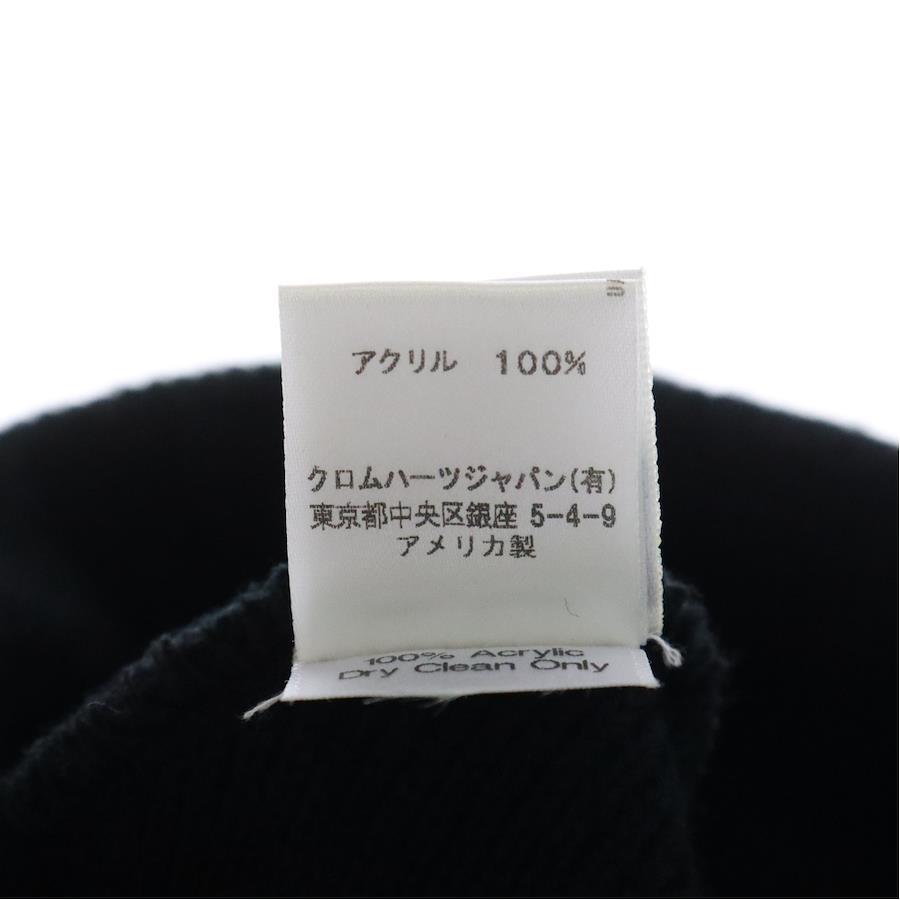 アクリル 100%
クロムハーツジャパン(有)
東京都中央区銀座 5-4-9
アメリカ製
100% Acrylic
Dry Clean Only